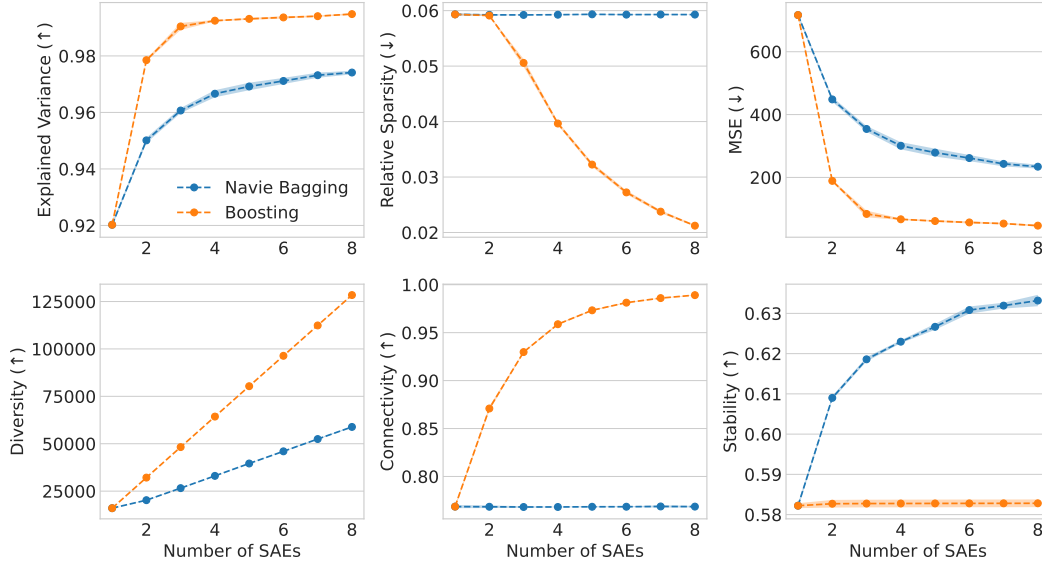 Explained Variance (↑)
0.98
0.96
0.94
0.92
2 4 6 8
Navie Bagging
Boosting
Relative Sparsity (↓)
0.06
0.05
0.04
0.03
0.02
2 4 6 8
MSE (↓)
600
400
200
2 4 6 8
Diversity (↑)
125000
100000
75000
50000
25000
2 4 6 8
Number of SAEs
Connectivity (↑)
1.00
0.95
0.90
0.85
0.80
2 4 6 8
Number of SAEs
Stability (↑)
0.63
0.62
0.61
0.60
0.59
0.58
2 4 6 8
Number of SAEs